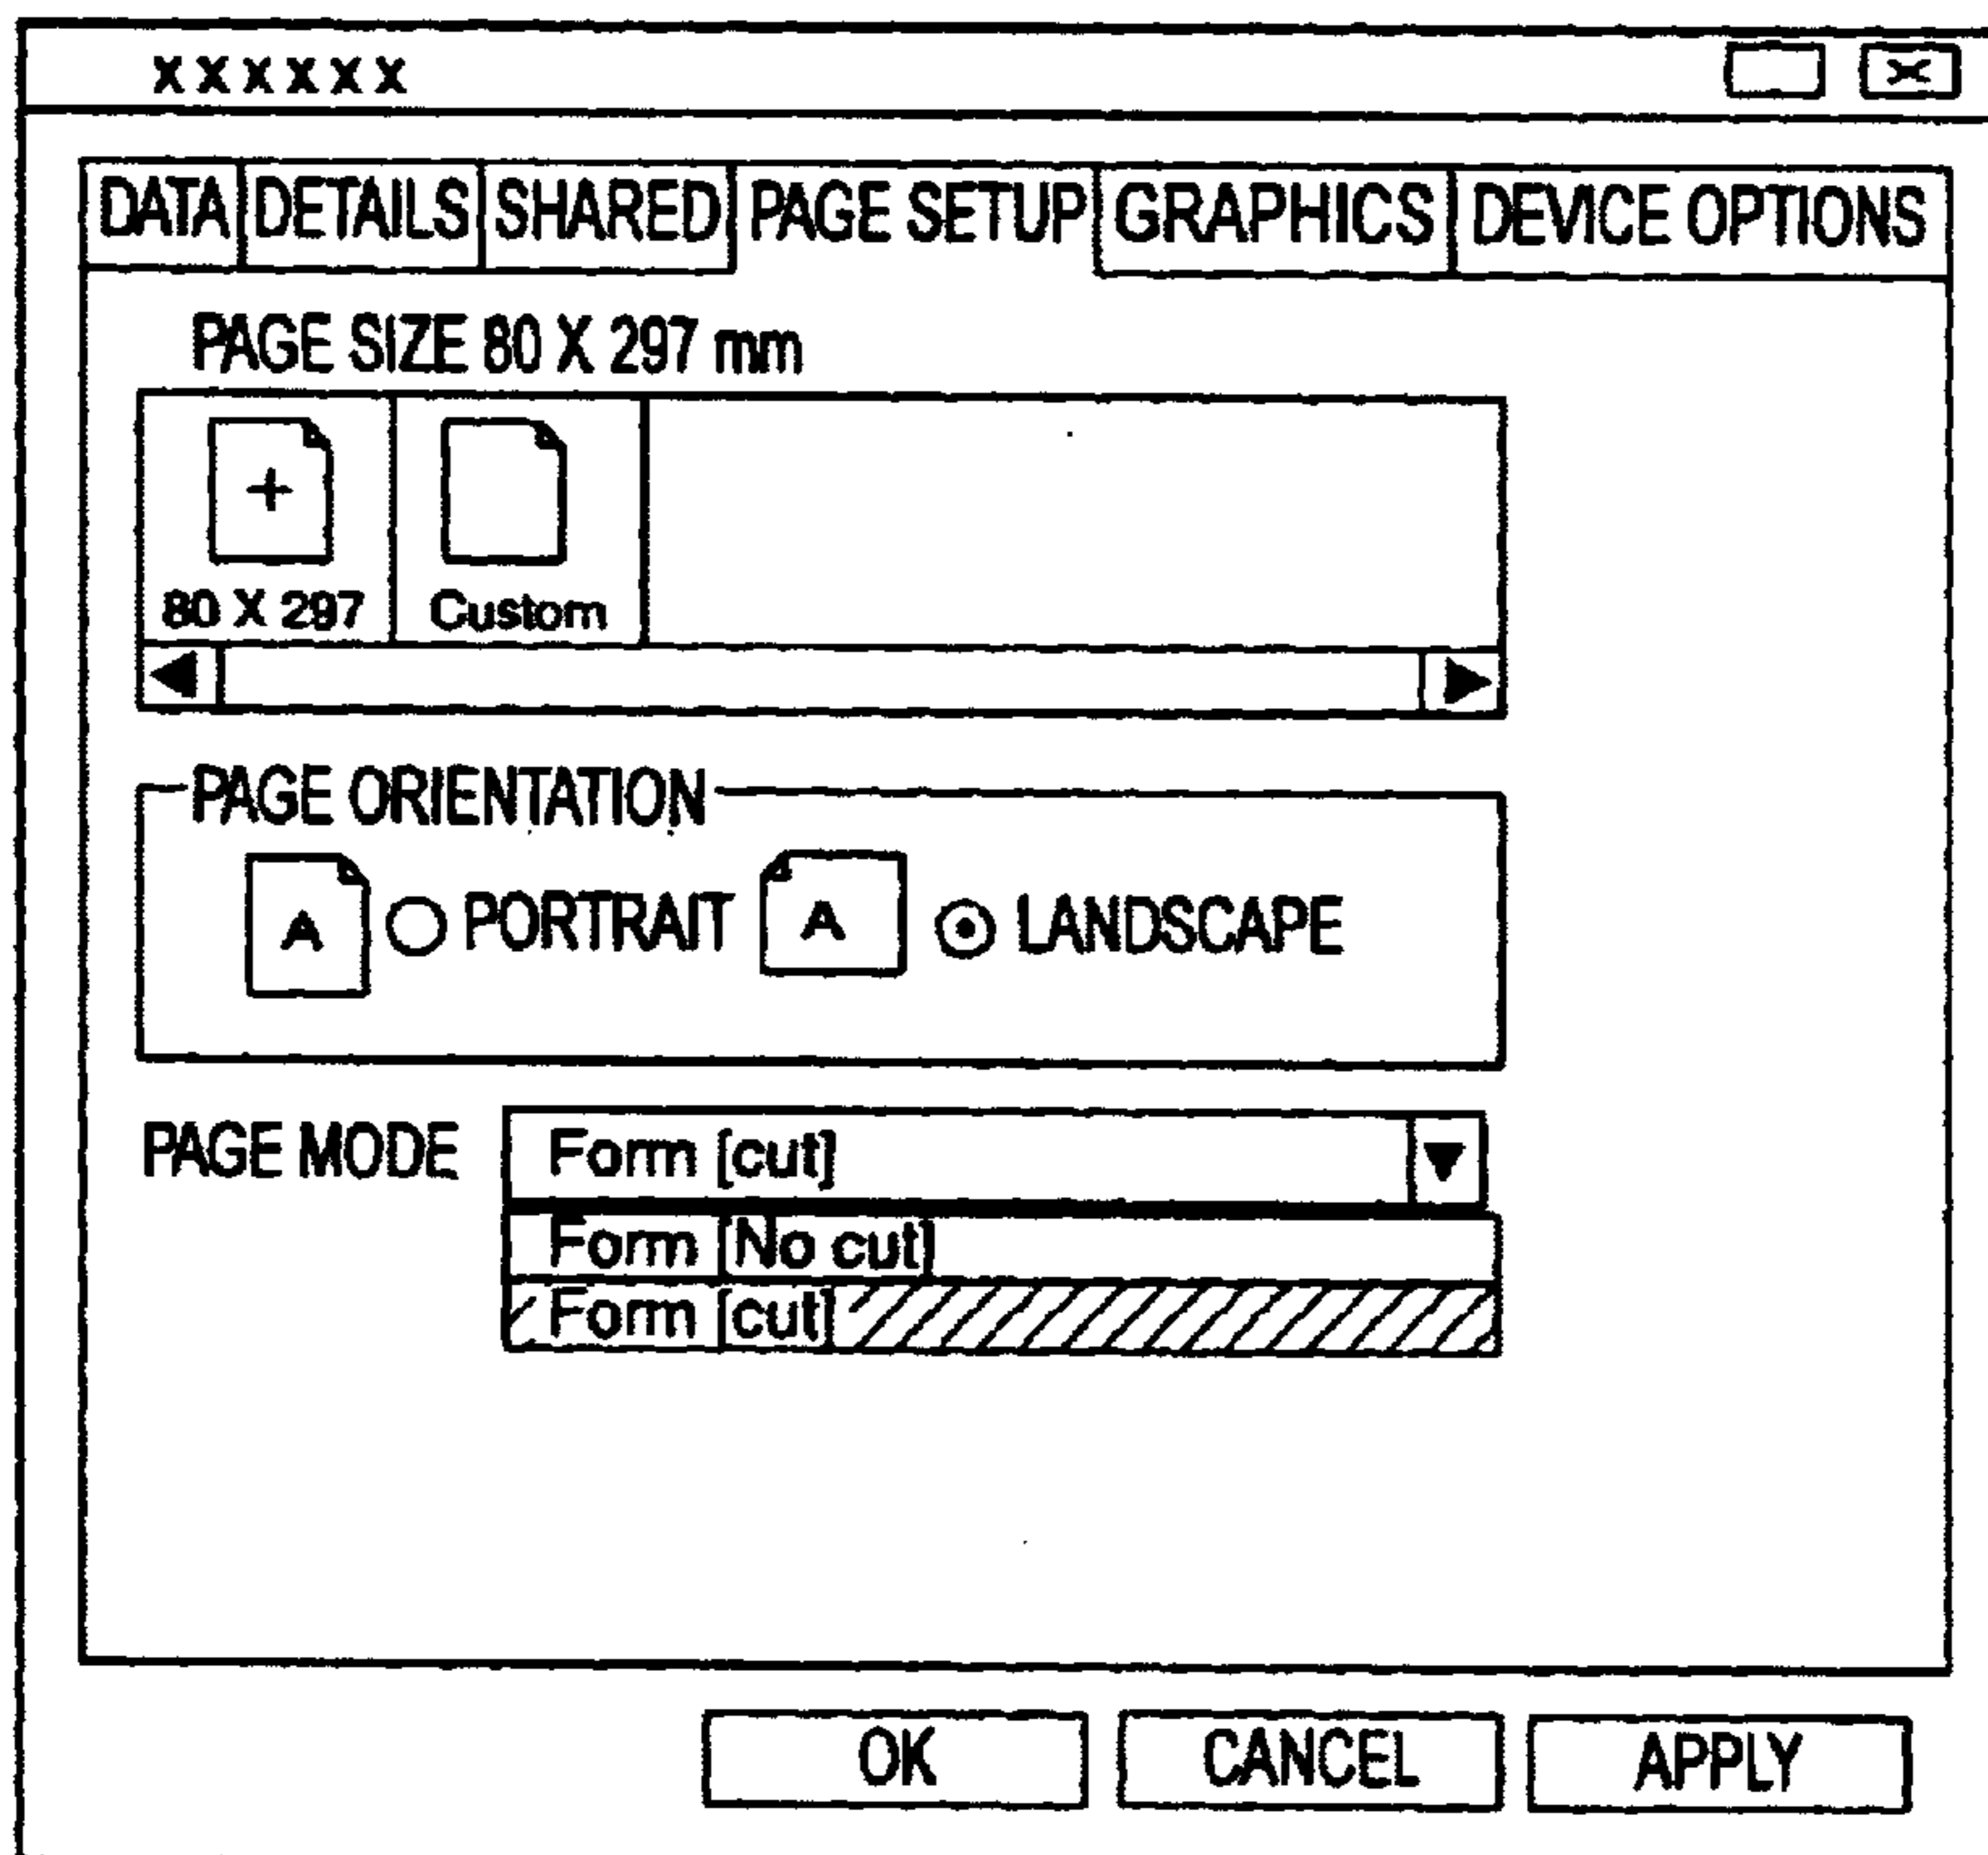 x x x x x x
x
DATA DETAILS SHARED PAGE SETUP GRAPHICS DEVICE OPTIONS
PAGE SIZE 80 X 297 mm
+
80 X 297 Custom
PAGE ORIENTATION
A PORTRAIT A LANDSCAPE
PAGE MODE Form [cut]
Form [No cut]
Form [cut]
OK CANCEL APPLY